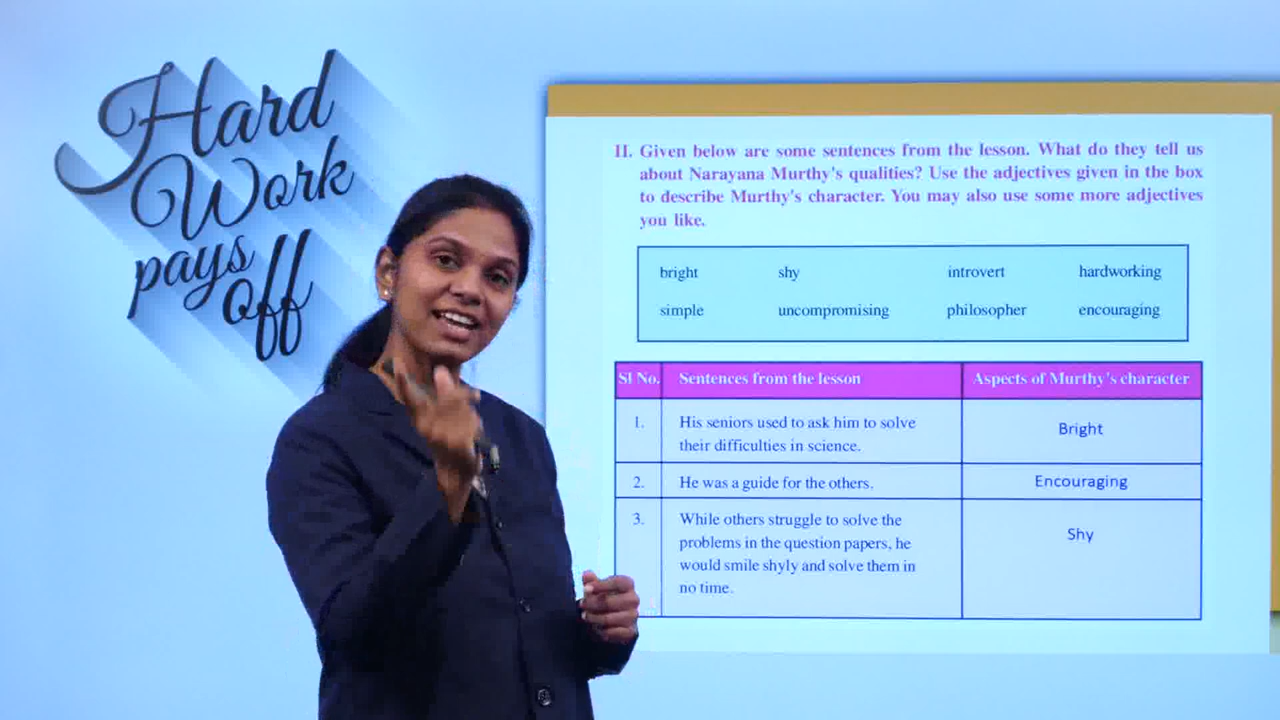 Hard
Work
pays
off
II. Given below are some sentences from the lesson. What do they tell us
about Narayana Murthy's qualities? Use the adjectives given in the box
to describe Murthy's character. You may also use some more adjectives
you like.
bright shy introvert hardworking
simple uncompromising philosopher encouraging
Sl No. Sentences from the lesson Aspects of Murthy's character
1. His seniors used to ask him to solve
their difficulties in science.
Bright
2. He was a guide for the others. Encouraging
3. While others struggle to solve the
problems in the question papers, he
would smile shyly and solve them in
no time.
Shy